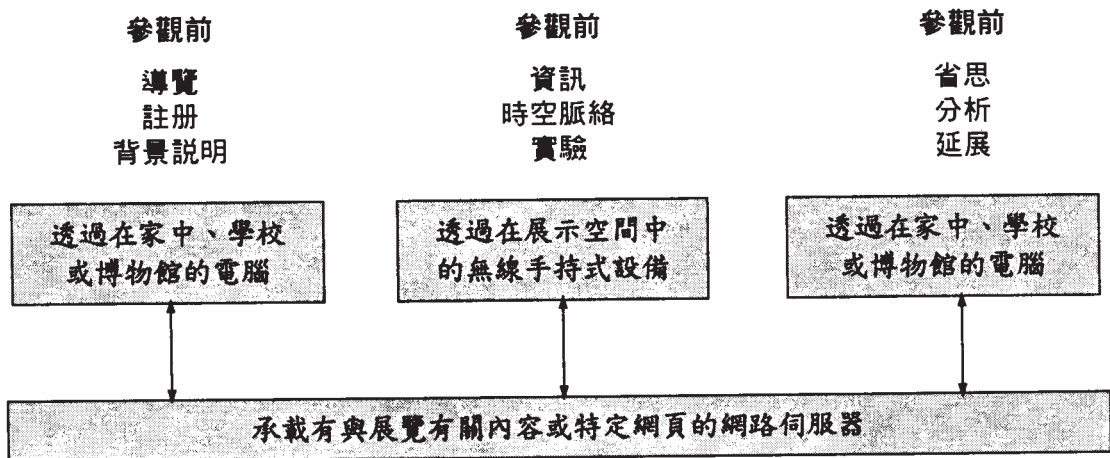 參觀前
導覽
註册
背景説明
透過在家中、學校
或博物館的電腦
參觀前
資訊
時空脈絡
實驗
透過在展示空間中
的無線手持式設備
參觀前
省思
分析
延展
透過在家中、學校
或博物館的電腦
承載有與展覽有關內容或特定網頁的網路伺服器